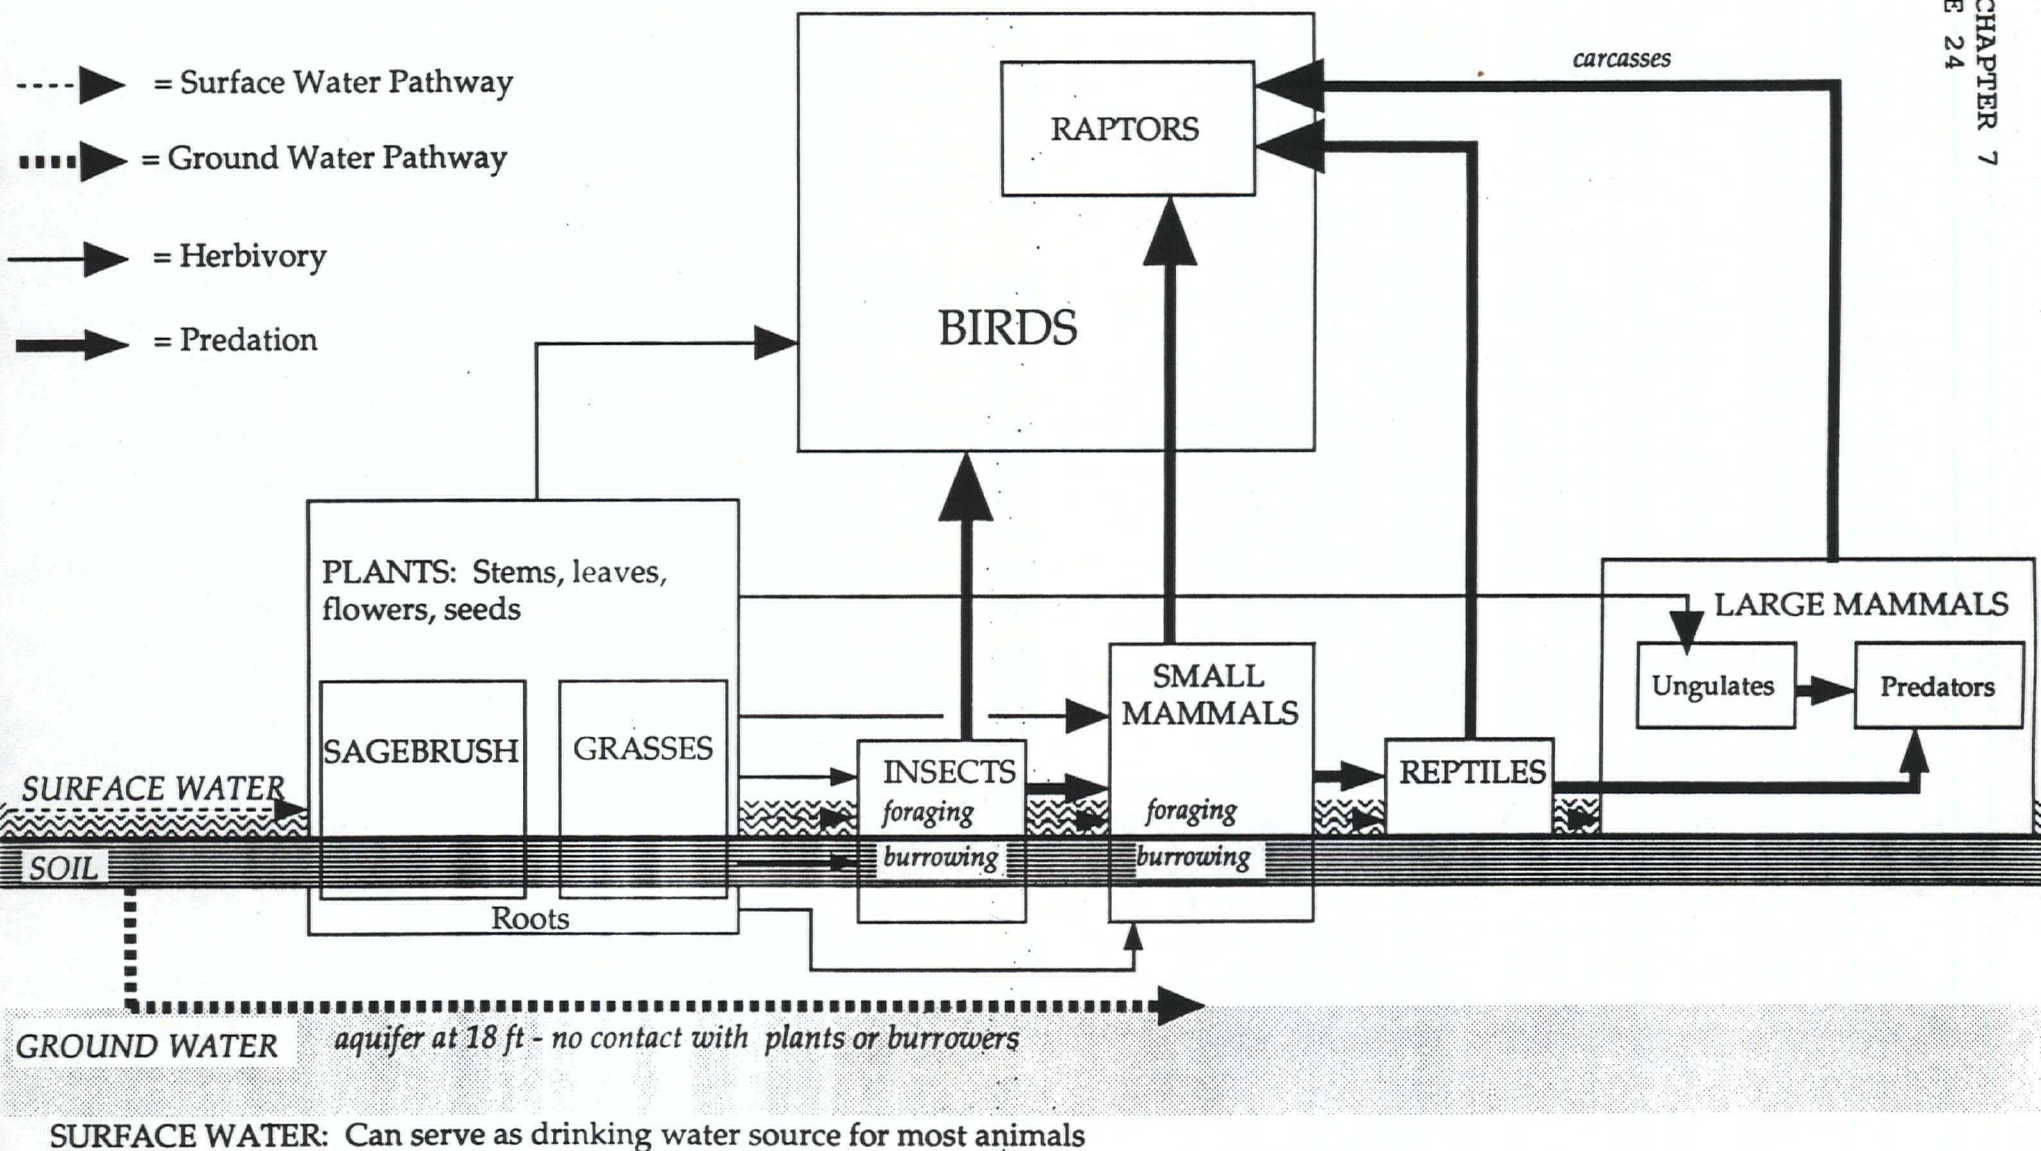 CHAPTER 7
E 24
= Surface Water Pathway
= Ground Water Pathway
= Herbivory
= Predation
carcasses
RAPTORS
BIRDS
PLANTS: Stems, leaves,
flowers, seeds
SAGEBRUSH
GRASSES
Roots
INSECTS
foraging
burrowing
SMALL
MAMMALS
foraging
burrowing
REPTILES
LARGE MAMMALS
Ungulates
Predators
SURFACE WATER
SOIL
GROUND WATER
aquifer at 18 ft - no contact with plants or burrowers
SURFACE WATER: Can serve as drinking water source for most animals